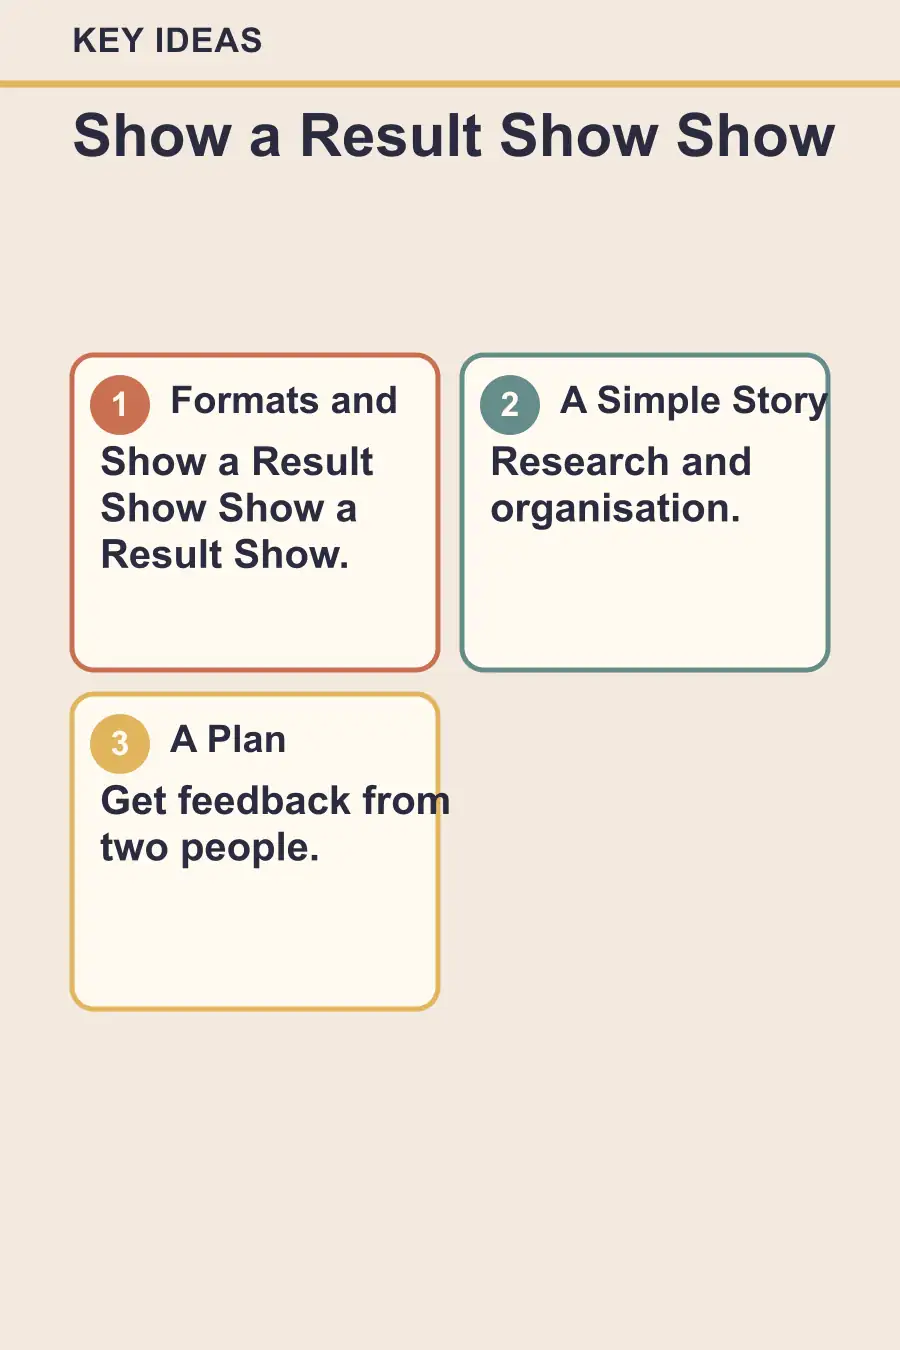 KEY IDEAS
Show a Result Show Show
1 Formats and
Show a Result
Show Show a
Result Show.
2 A Simple Story
Research and
organisation.
3 A Plan
Get feedback from
two people.